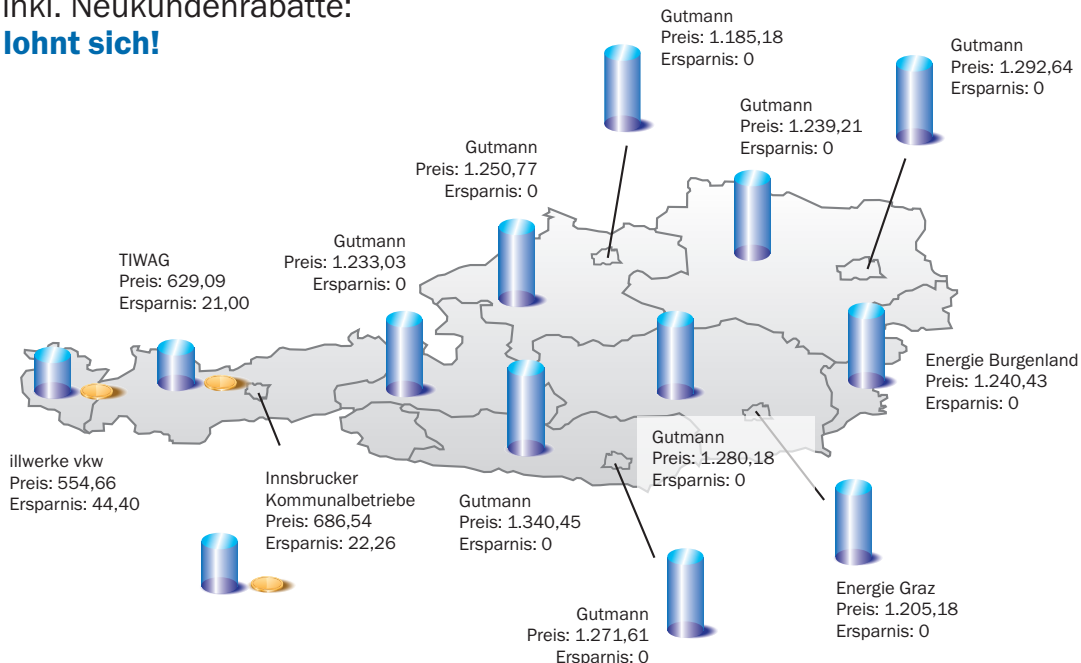 inkl. Neukundenrabatte:
lohnt sich!
Gutmann
Preis: 1.185,18
Ersparnis: 0
Gutmann
Preis: 1.292,64
Ersparnis: 0
Gutmann
Preis: 1.239,21
Ersparnis: 0
Gutmann
Preis: 1.250,77
Ersparnis: 0
Gutmann
Preis: 1.233,03
Ersparnis: 0
TIWAG
Preis: 629,09
Ersparnis: 21,00
Energie Burgenland
Preis: 1.240,43
Ersparnis: 0
Gutmann
Preis: 1.280,18
Ersparnis: 0
illwerke vkw
Preis: 554,66
Ersparnis: 44,40
Innsbrucker
Kommunalbetriebe
Preis: 686,54
Ersparnis: 22,26
Gutmann
Preis: 1.340,45
Ersparnis: 0
Energie Graz
Preis: 1.205,18
Ersparnis: 0
Gutmann
Preis: 1.271,61
Ersparnis: 0